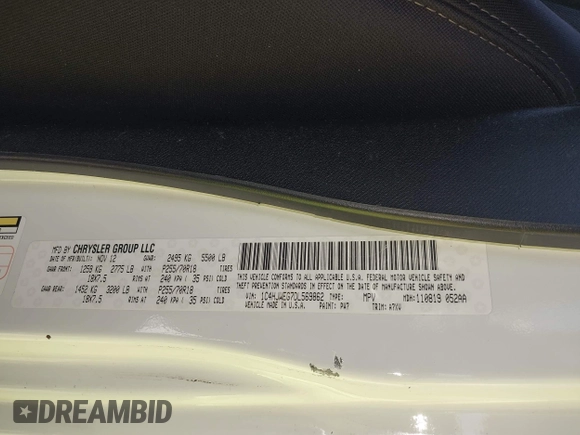 MFD BY CHRYSLER GROUP LLC
DATE OF MFR/BUILT: NOV 12 GVWR: 2495 KG 5500 LB
GAWR FRONT: 1259 KG 2775 LB WITH P255/70R18 TIRES
18X7.5 RIMS AT 240 KPA / 35 PSI COLD
GAWR REAR: 1452 KG 3200 LB WITH P255/70R18 TIRES
18X7.5 RIMS AT 240 KPA / 35 PSI COLD
THIS VEHICLE CONFORMS TO ALL APPLICABLE U.S.A. FEDERAL MOTOR VEHICLE SAFETY AND
THEFT PREVENTION STANDARDS IN EFFECT ON THE DATE OF MANUFACTURE SHOWN ABOVE
VIN: 1C4HJWEG7DL569862 TYPE: MPV MDH: 110819 052AA
VEHICLE MADE IN U.S.A. PAINT: PW7 TRIM: A7XV
DREAMBID